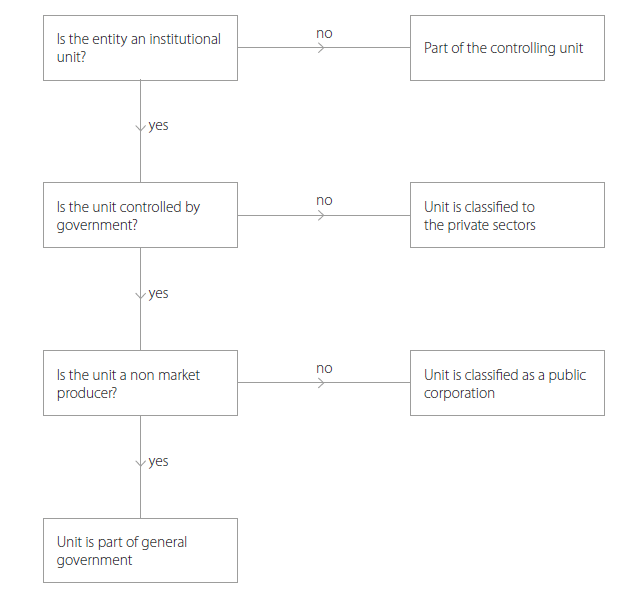 Is the entity an institutional
unit?
no
Part of the controlling unit
yes
Is the unit controlled by
government?
no
Unit is classified to
the private sectors
yes
Is the unit a non market
producer?
no
Unit is classified as a public
corporation
yes
Unit is part of general
government